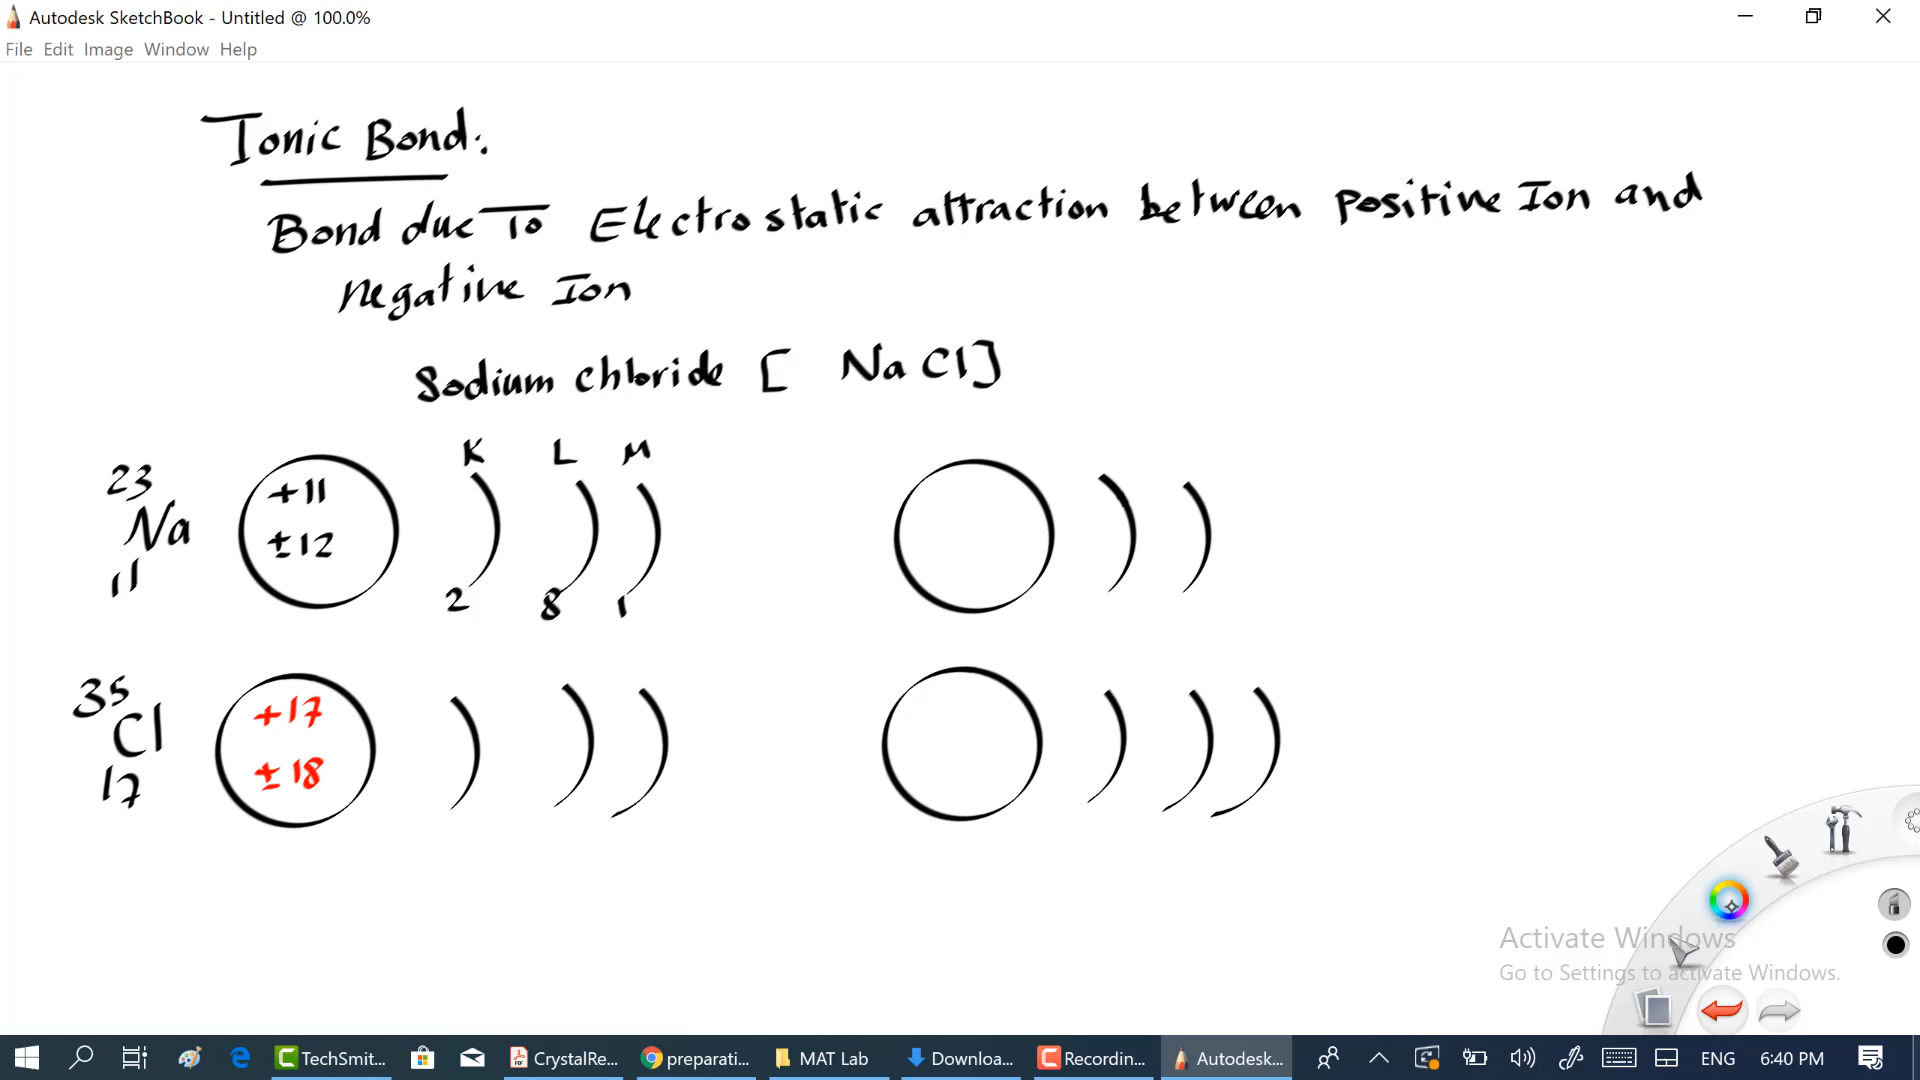 Autodesk SketchBook - Untitled @ 100.0%
File Edit Image Window Help
Ionic Bond:
Bond due To Electrostatic attraction between positive Ion and
negative Ion
Sodium chloride [ NaCl]
K L M
23
Na
11
+11
±12
2 8 1
35
Cl
17
+17
±18
Activate Windows
Go to Settings to activate Windows.
TechSmit... CrystalRe... preparati... MAT Lab Downloa... Recordin... Autodesk... ENG 6:40 PM